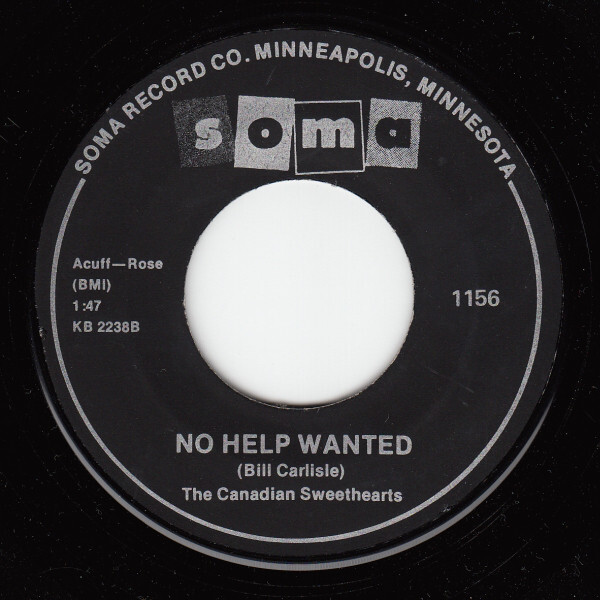 SOMA RECORD CO. MINNEAPOLIS, MINNESOTA
soma
Acuff—Rose
(BMI)
1:47
KB 2238B
1156
NO HELP WANTED
(Bill Carlisle)
The Canadian Sweethearts